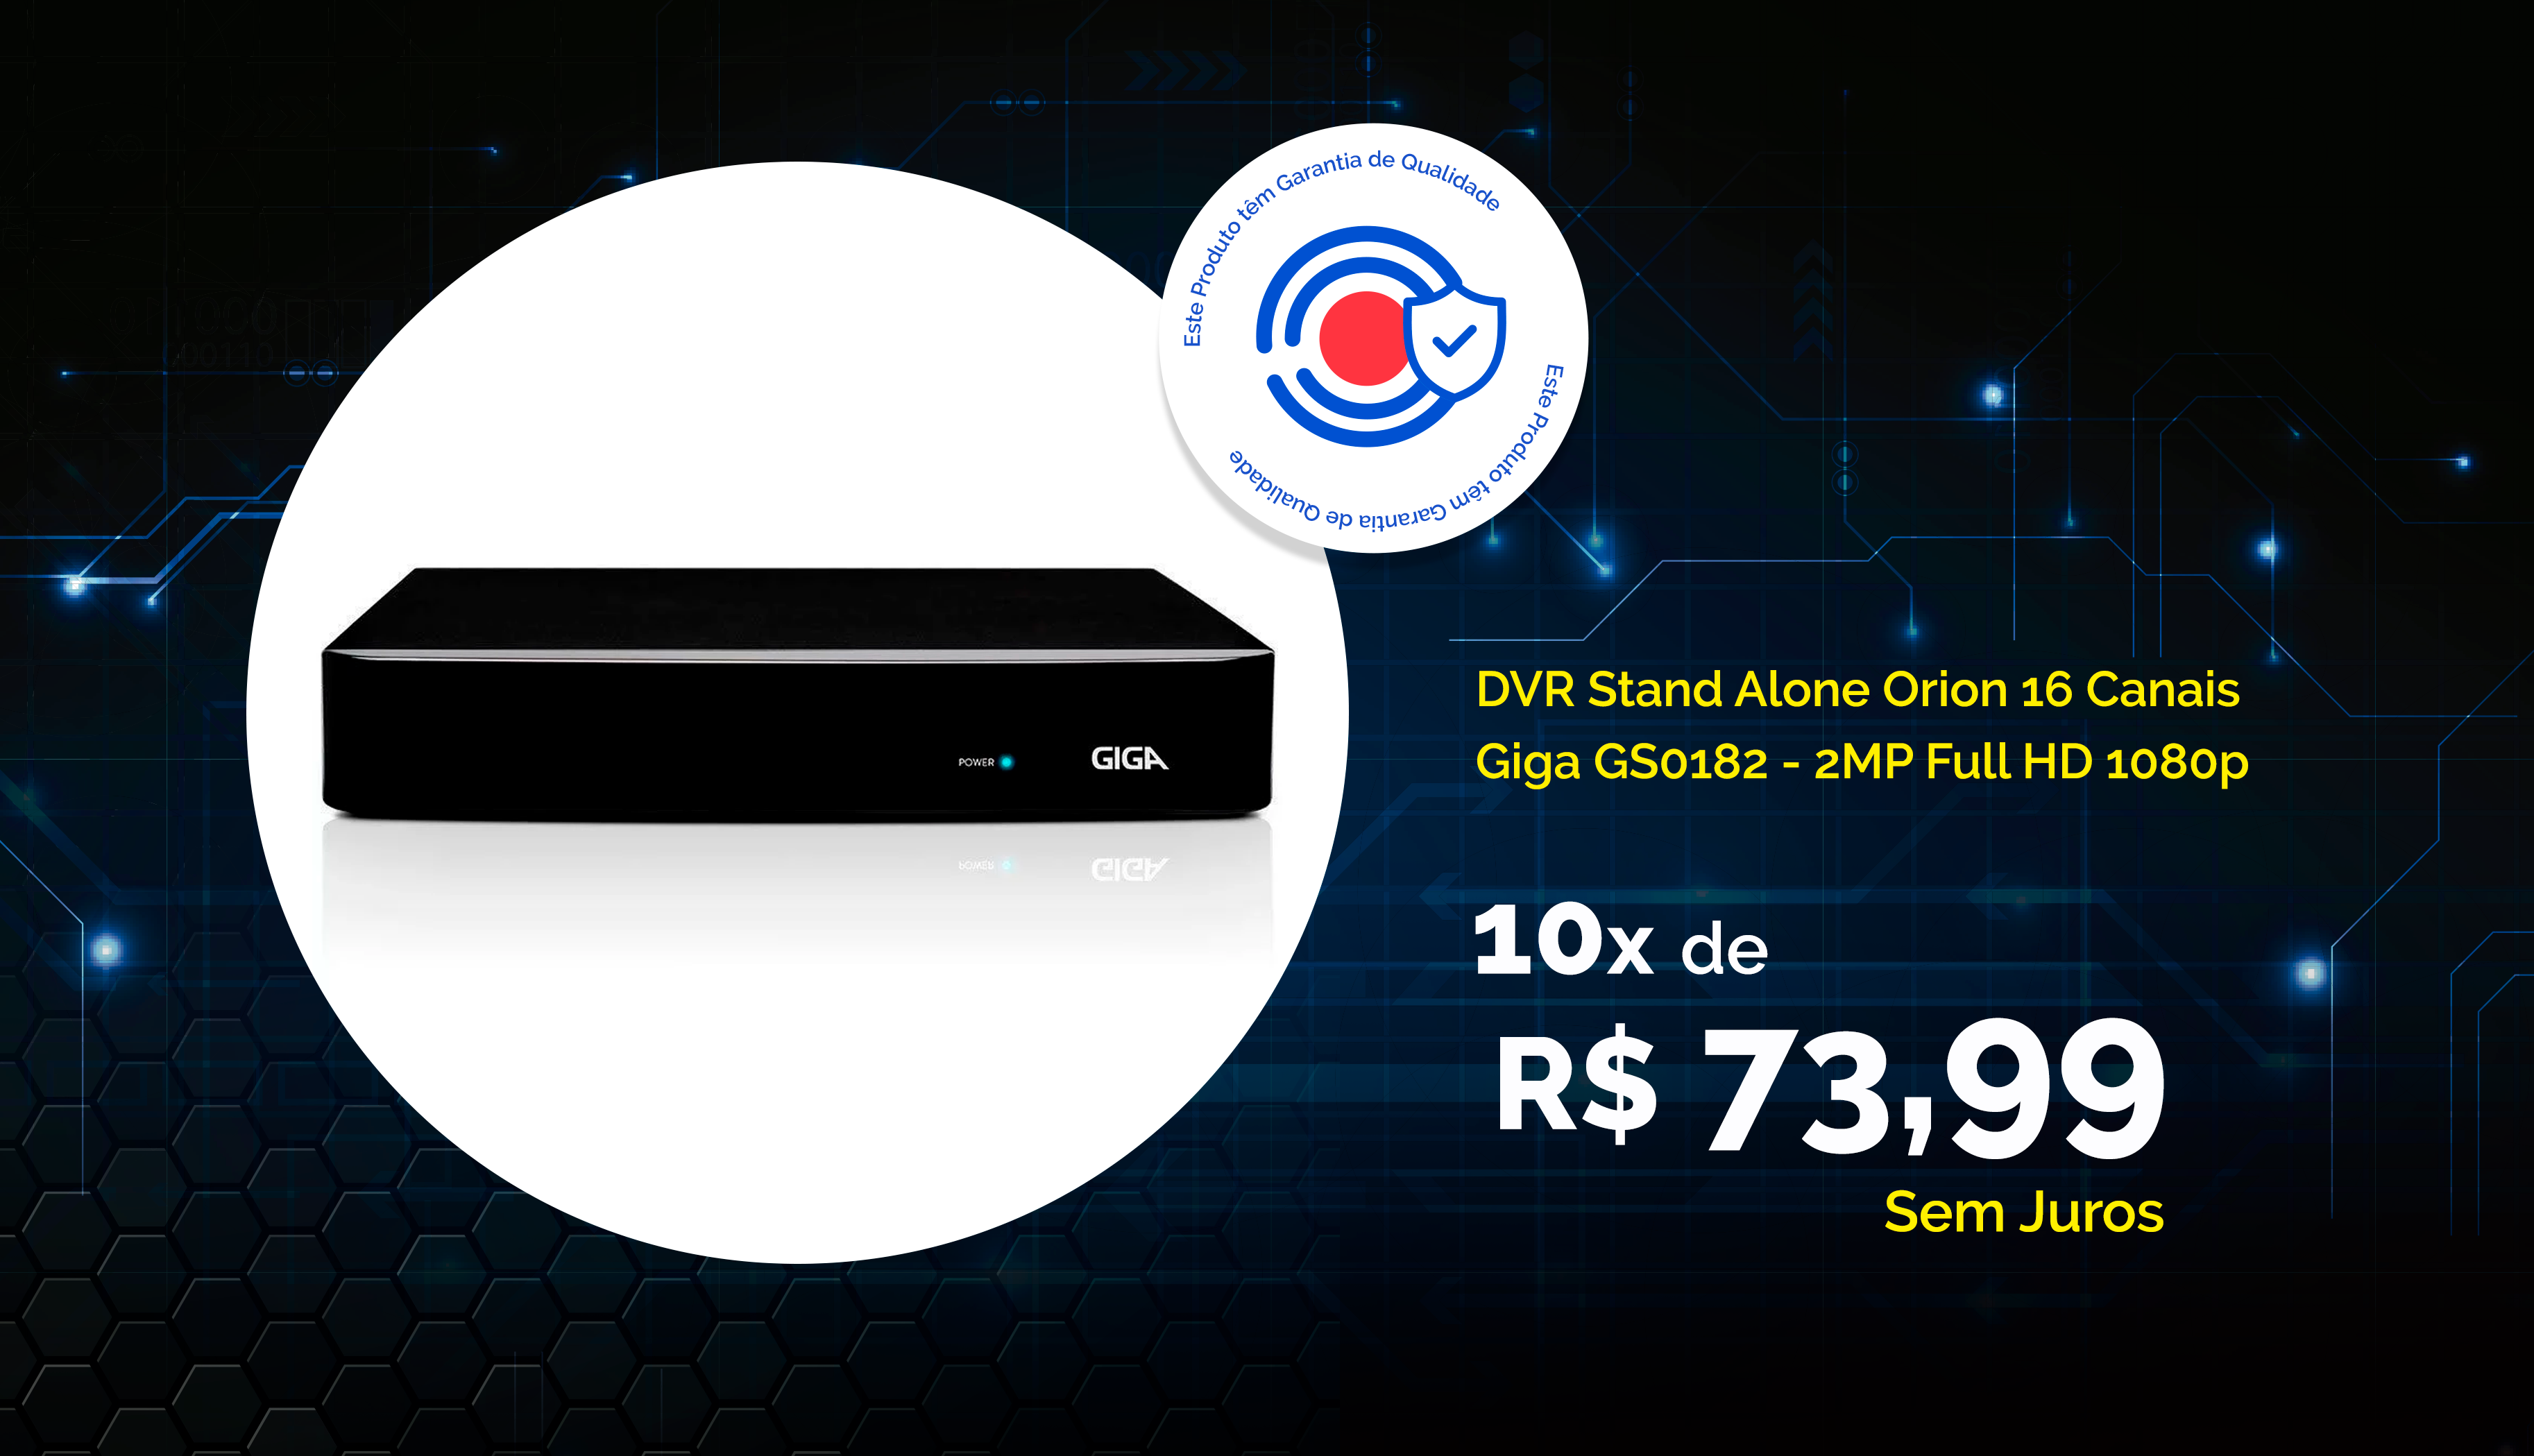 Este Produto têm Garantia de Qualidade
Este Produto têm Garantia de Qualidade
POWER
GIGA
DVR Stand Alone Orion 16 Canais
Giga GS0182 - 2MP Full HD 1080p
10x de
R$ 73,99
Sem Juros